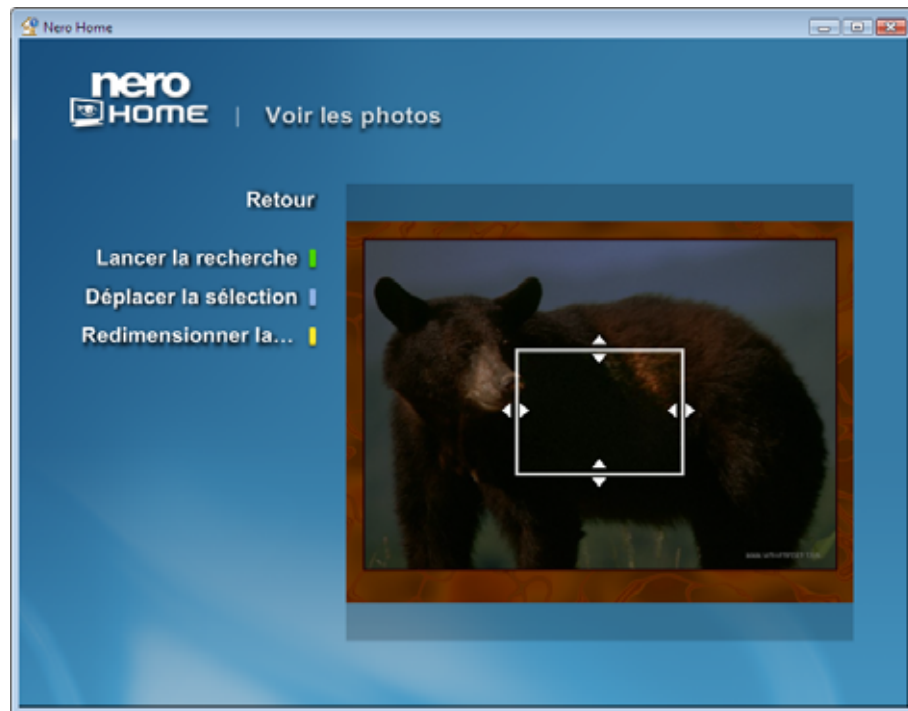 Nero Home
nero
HOME | Voir les photos
Retour
Lancer la recherche
Déplacer la sélection
Redimensionner la...